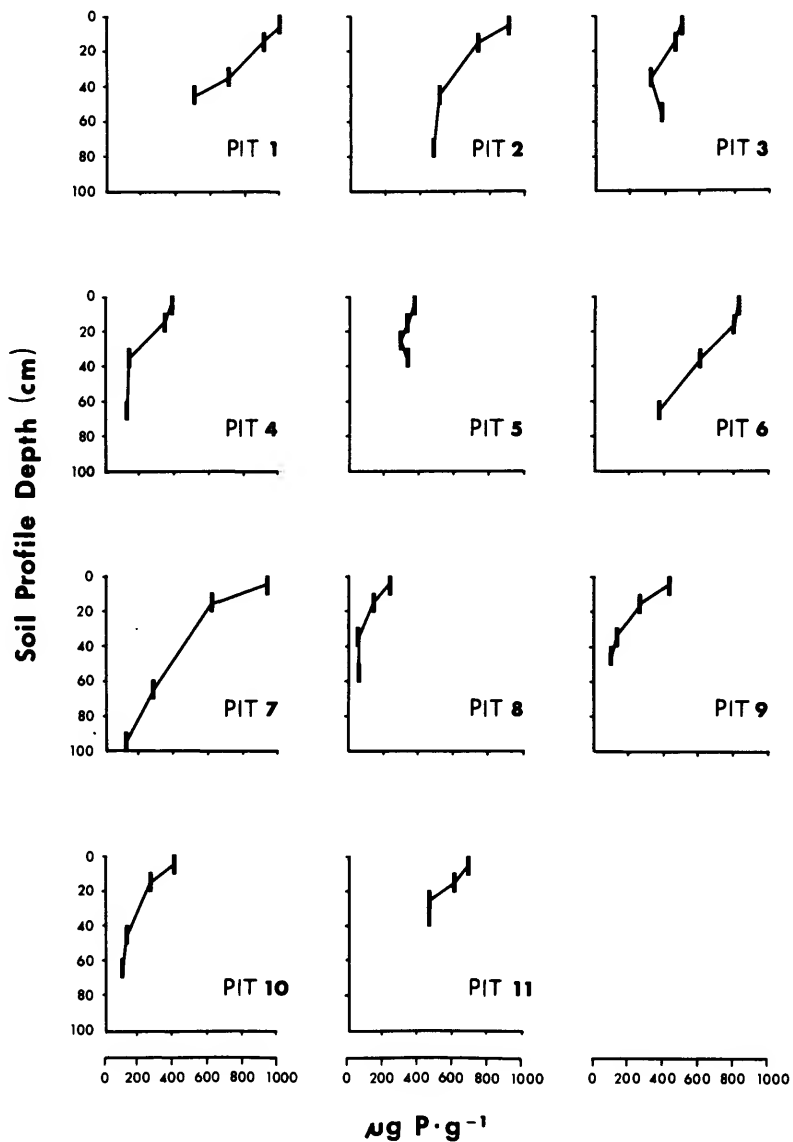 0
20
40
60
80
100
PIT 1
PIT 2
PIT 3
0
20
40
60
80
100
PIT 4
PIT 5
PIT 6
Soil Profile Depth (cm)
0
20
40
60
80
100
PIT 7
PIT 8
PIT 9
0
20
40
60
80
100
PIT 10
PIT 11
0 200 400 600 800 1000
0 200 400 600 800 1000
0 200 400 600 800 1000
µg P·g⁻¹